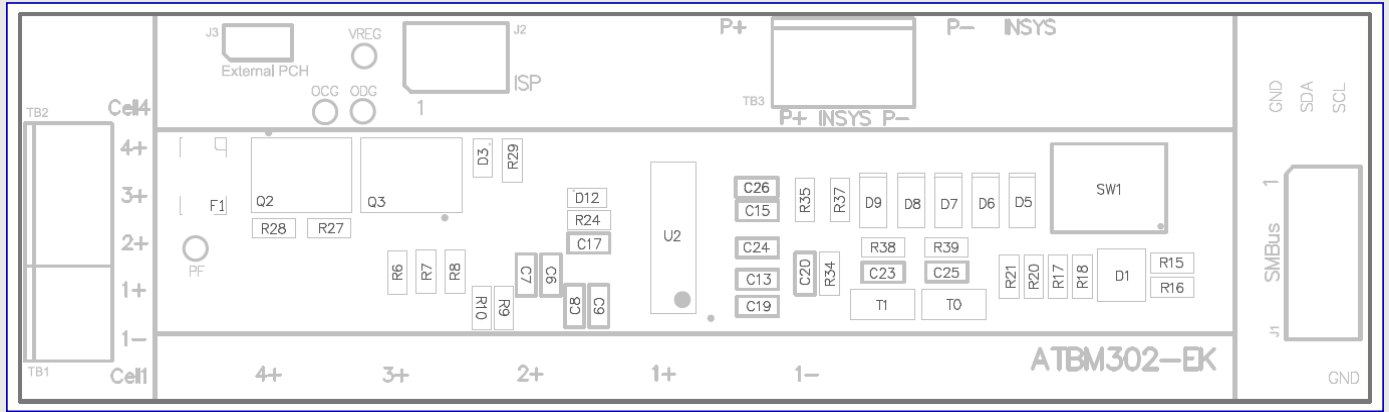 J3
VREG
J2
P+ P- INSYS
External PCH
ISP
OCG ODG
1
TB3
P+ INSYS P-
GND
SDA
SCL
TB2
Cell4
4+
3+
2+
1+
1-
TB1
Cell1
F1
PF
Q2
Q3
D3
R29
R28
R27
D12
R24
C17
R6
R7
R8
C7
C6
R10
R9
C8
C9
U2
C26
C15
C24
C13
C19
R35
R37
D9
D8
D7
D6
D5
SW1
R38
R39
C20
R34
C23
C25
T1
T0
R21
R20
R17
R18
D1
R15
R16
1
SMBus
J1
ATBM302-EK
4+ 3+ 2+ 1+ 1-
GND